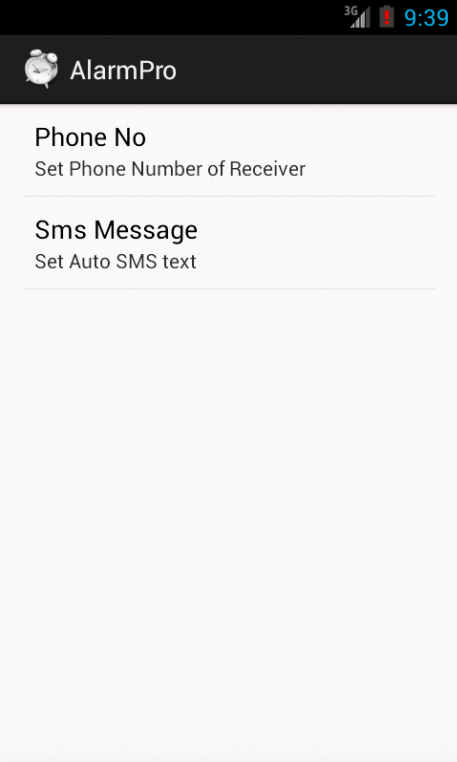 3G 9:39
AlarmPro
Phone No
Set Phone Number of Receiver
Sms Message
Set Auto SMS text